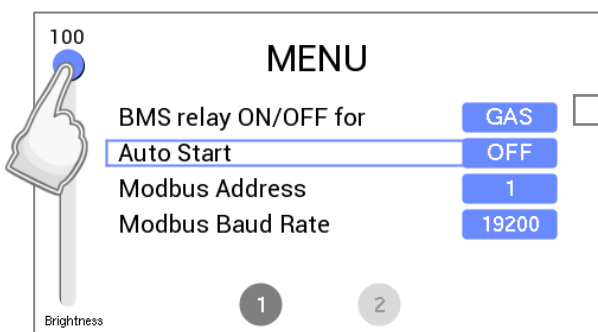 100
MENU
BMS relay ON/OFF for GAS
Auto Start OFF
Modbus Address 1
Modbus Baud Rate 19200
1 2
Brightness